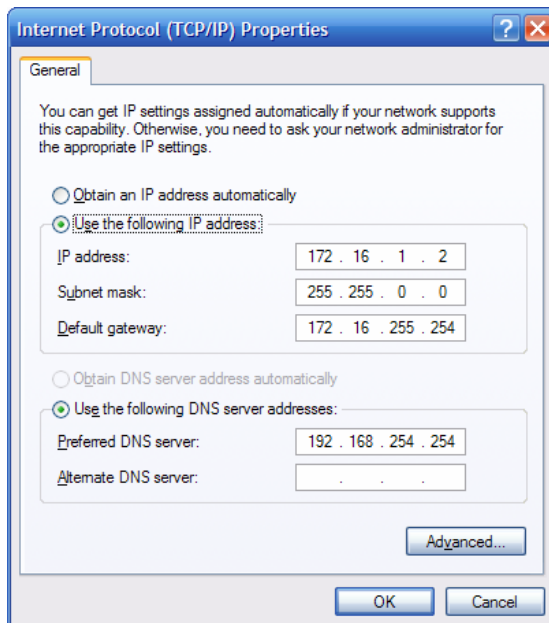 Internet Protocol (TCP/IP) Properties
General
You can get IP settings assigned automatically if your network supports
this capability. Otherwise, you need to ask your network administrator for
the appropriate IP settings.
Obtain an IP address automatically
Use the following IP address:
IP address: 172 . 16 . 1 . 2
Subnet mask: 255 . 255 . 0 . 0
Default gateway: 172 . 16 . 255 . 254
Obtain DNS server address automatically
Use the following DNS server addresses:
Preferred DNS server: 192 . 168 . 254 . 254
Alternate DNS server: . . .
Advanced...
OK Cancel